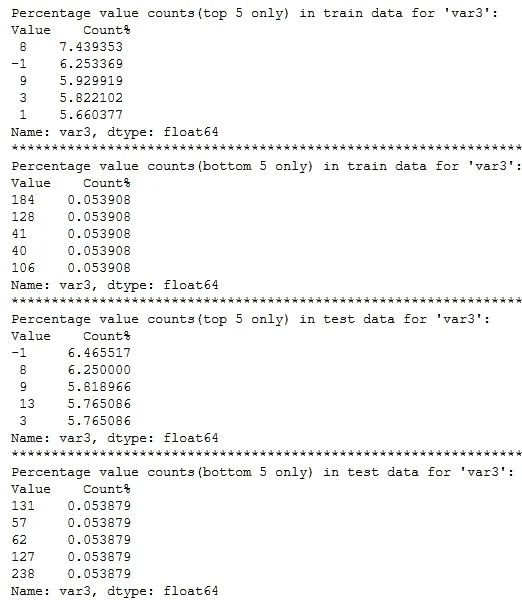 Percentage value counts(top 5 only) in train data for 'var3':
Value    Count%
 8    7.439353
-1    6.253369
 9    5.929919
 3    5.822102
 1    5.660377
Name: var3, dtype: float64
****************************************************************
Percentage value counts(bottom 5 only) in train data for 'var3':
Value    Count%
184    0.053908
128    0.053908
41     0.053908
40     0.053908
106    0.053908
Name: var3, dtype: float64
****************************************************************
Percentage value counts(top 5 only) in test data for 'var3':
Value    Count%
-1     6.465517
 8     6.250000
 9     5.818966
 13    5.765086
 3     5.765086
Name: var3, dtype: float64
****************************************************************
Percentage value counts(bottom 5 only) in test data for 'var3':
Value    Count%
131    0.053879
57     0.053879
62     0.053879
127    0.053879
238    0.053879
Name: var3, dtype: float64